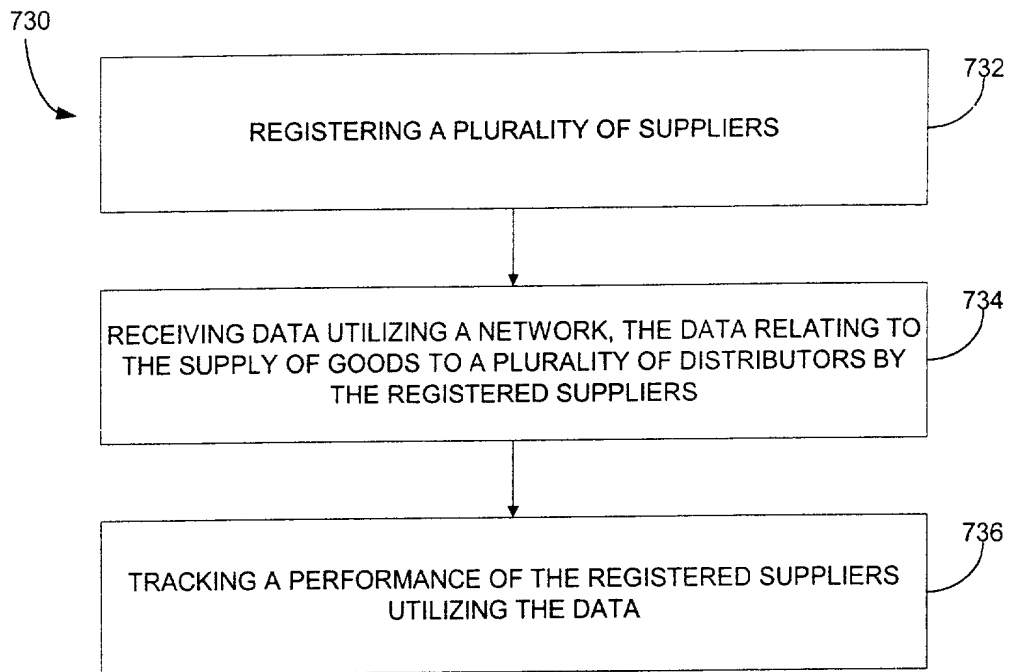 730
732
REGISTERING A PLURALITY OF SUPPLIERS
734
RECEIVING DATA UTILIZING A NETWORK, THE DATA RELATING TO
THE SUPPLY OF GOODS TO A PLURALITY OF DISTRIBUTORS BY
THE REGISTERED SUPPLIERS
736
TRACKING A PERFORMANCE OF THE REGISTERED SUPPLIERS
UTILIZING THE DATA